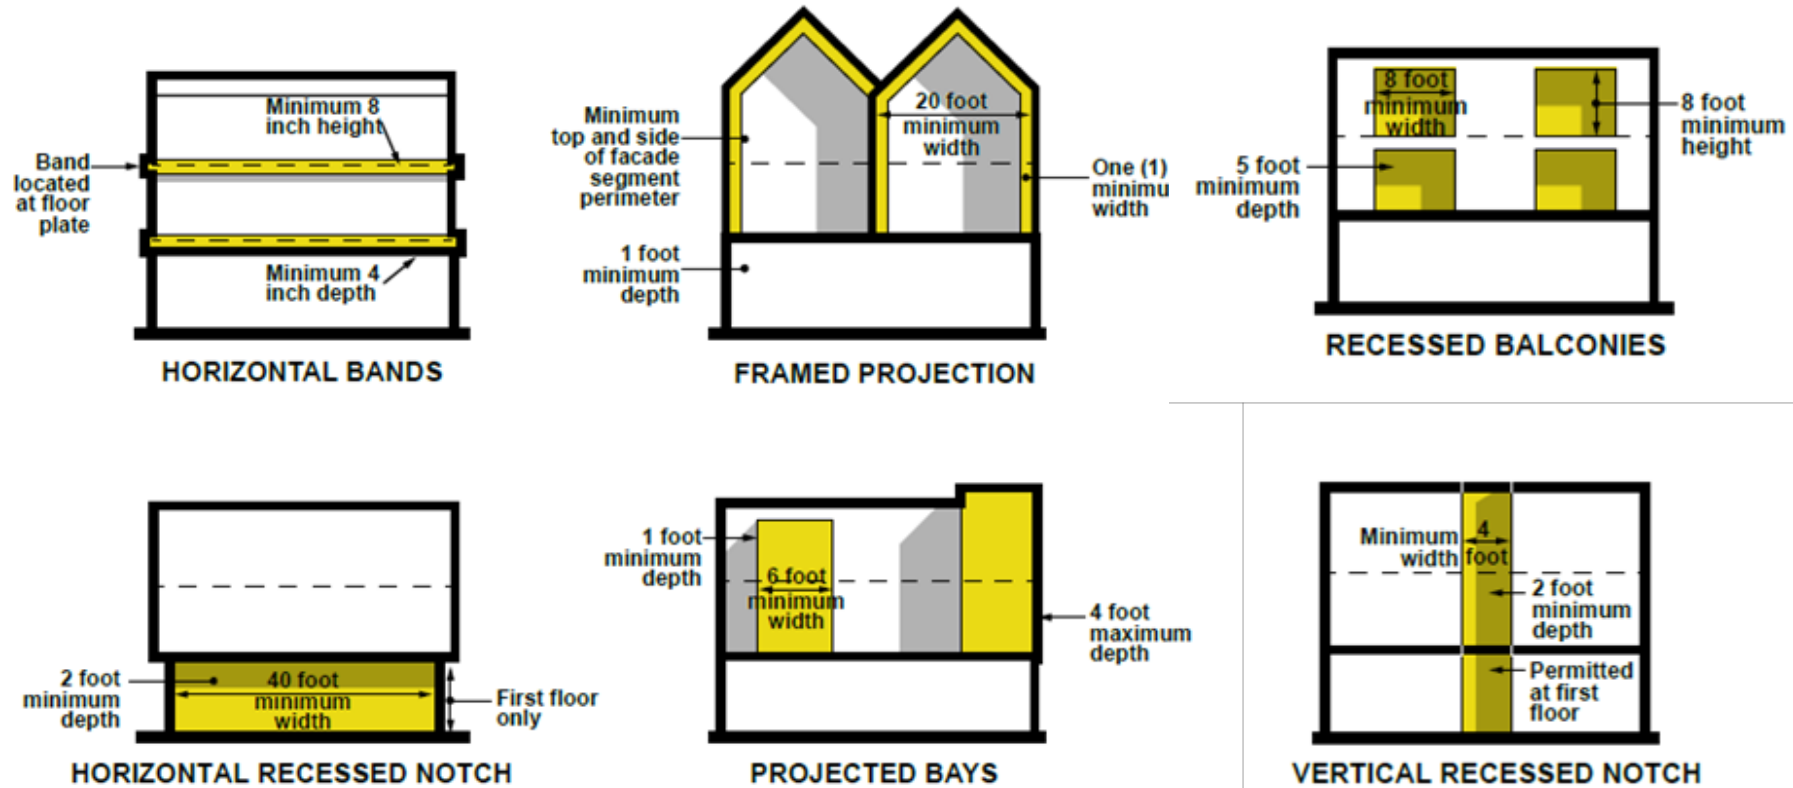 Minimum 8
inch height
Band
located
at floor
plate
Minimum 4
inch depth
HORIZONTAL BANDS
Minimum
top and side
of facade
segment
perimeter
20 foot
minimum
width
One (1)
minimu
width
1 foot
minimum
depth
FRAMED PROJECTION
8 foot
minimum
width
8 foot
minimum
height
5 foot
minimum
depth
RECESSED BALCONIES
2 foot
minimum
depth
40 foot
minimum
width
First floor
only
HORIZONTAL RECESSED NOTCH
1 foot
minimum
depth
6 foot
minimum
width
4 foot
maximum
depth
PROJECTED BAYS
Minimum 4
width foot
2 foot
minimum
depth
Permitted
at first
floor
VERTICAL RECESSED NOTCH